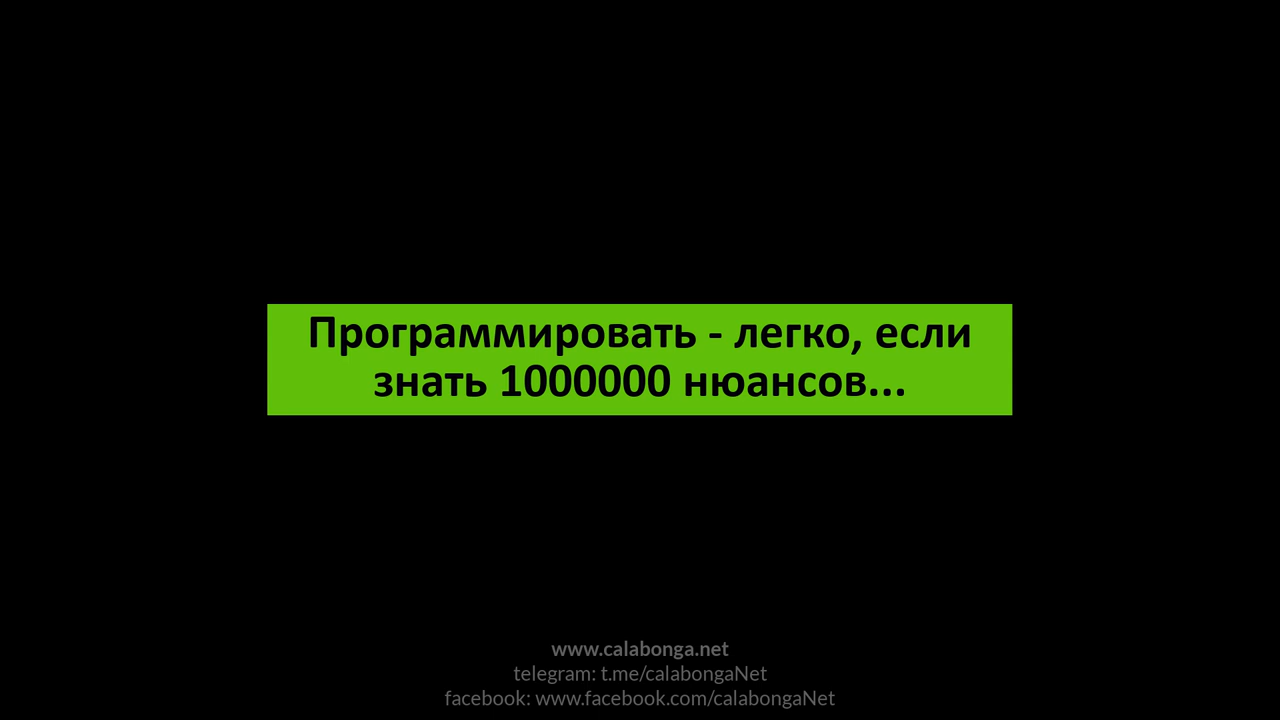 Программировать - легко, если
знать 1000000 нюансов...
www.calabonga.net
telegram: t.me/calabongaNet
facebook: www.facebook.com/calabongaNet